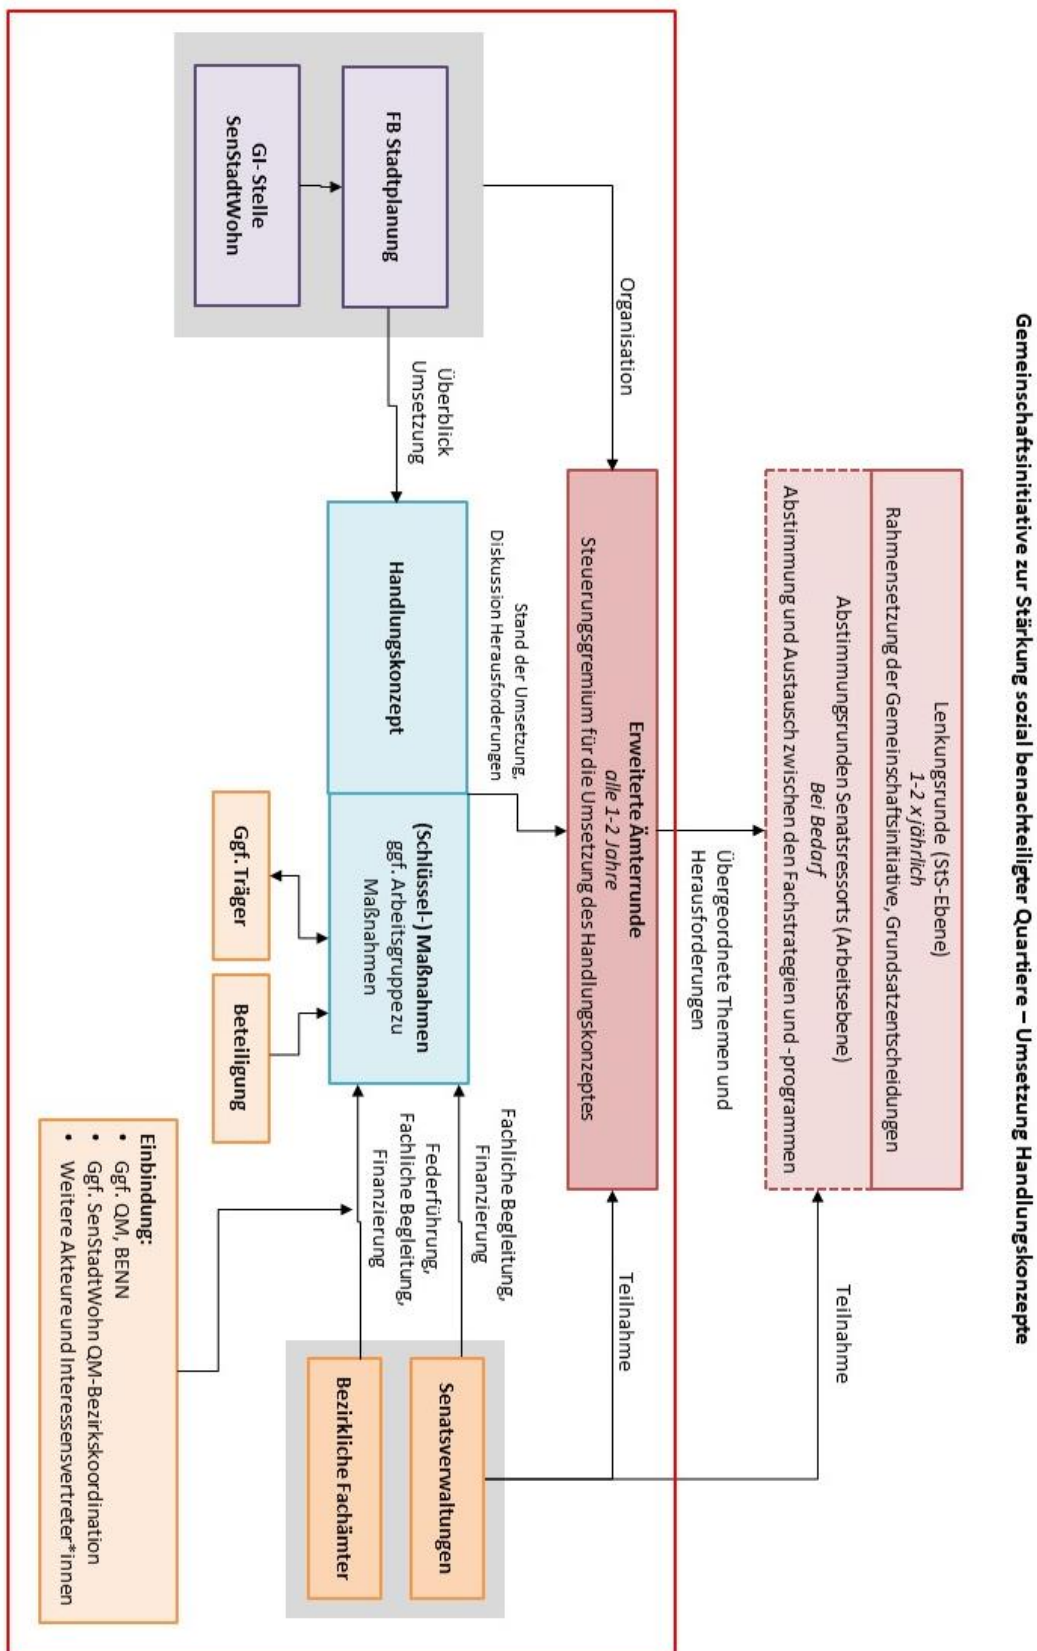 Gemeinschaftsinitiative zur Stärkung sozial benachteiligter Quartiere – Umsetzung Handlungskonzepte
Lenkungsrunde (StS-Ebene)
1-2 x jährlich
Rahmensetzung der Gemeinschaftsinitiative, Grundsatzentscheidungen
Abstimmungsrunden Senatsressorts (Arbeitsebene)
Bei Bedarf
Abstimmung und Austausch zwischen den Fachstrategien und -programmen
Teilnahme
Übergeordnete Themen und
Herausforderungen
Organisation
Erweiterte Ämterrunde
alle 1-2 Jahre
Steuerungsgremium für die Umsetzung des Handlungskonzeptes
Teilnahme
Stand der Umsetzung,
Diskussion Herausforderungen
FB Stadtplanung
GI- Stelle
SenStadtWohn
Überblick
Umsetzung
Handlungskonzept
(Schlüssel-) Maßnahmen
ggf. Arbeitsgruppe zu
Maßnahmen
Fachliche Begleitung,
Finanzierung
Federführung,
Fachliche Begleitung,
Finanzierung
Senatsverwaltungen
Bezirkliche Fachämter
Ggf. Träger
Beteiligung
Einbindung:
• Ggf. QM, BENN
• Ggf. SenStadtWohn QM-Bezirkskoordination
• Weitere Akteure und Interessensvertreter*innen